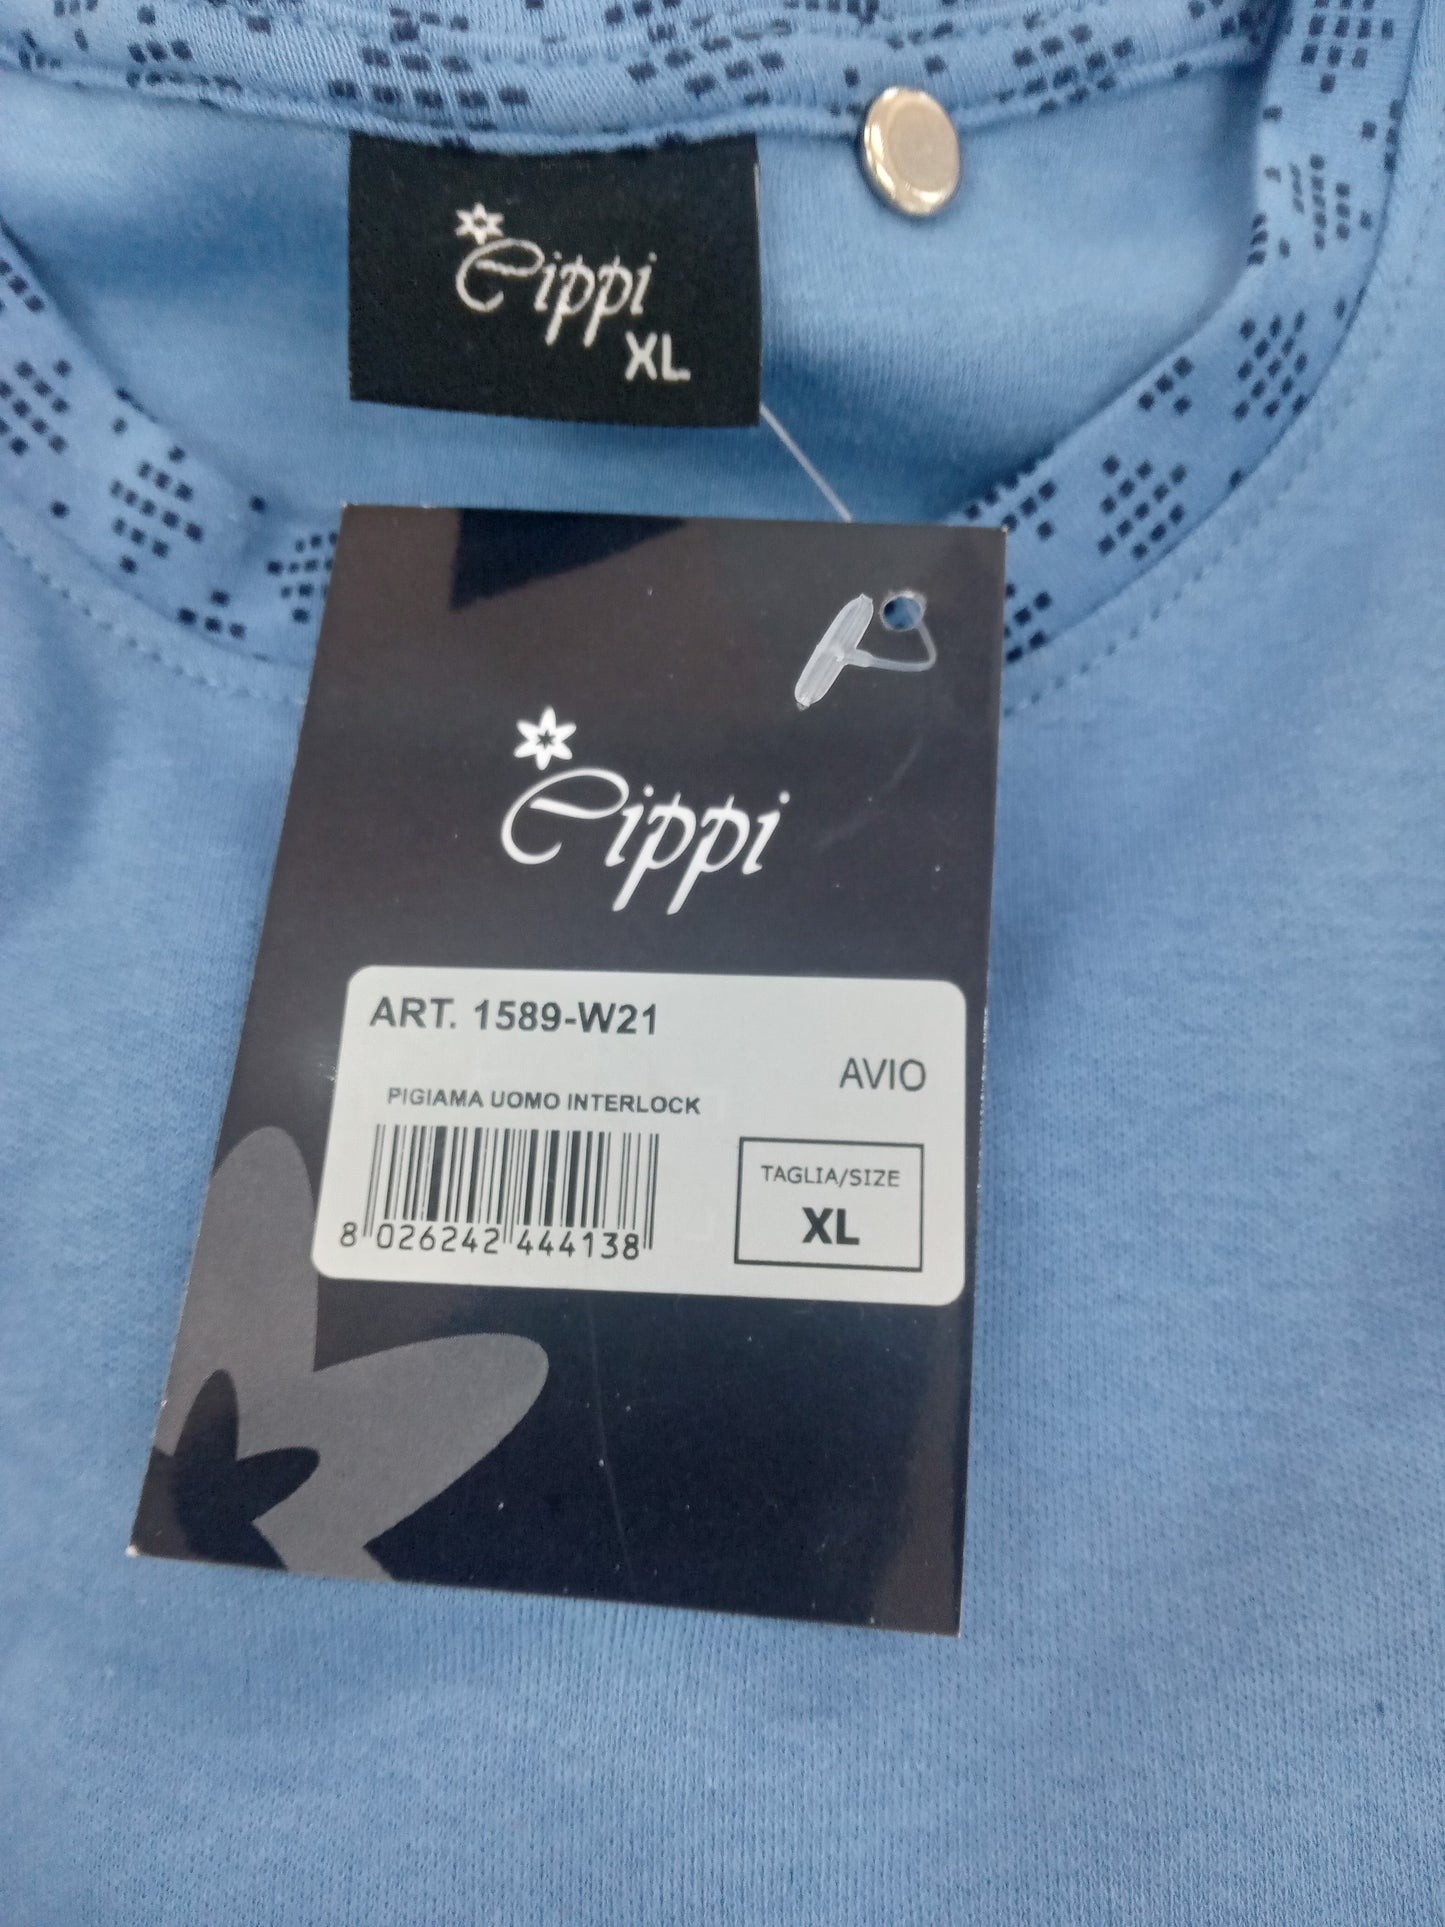 Cippi
XL
Cippi
ART. 1589-W21
AVIO
PIGIAMA UOMO INTERLOCK
TAGLIA/SIZE
XL
8 026242 444138